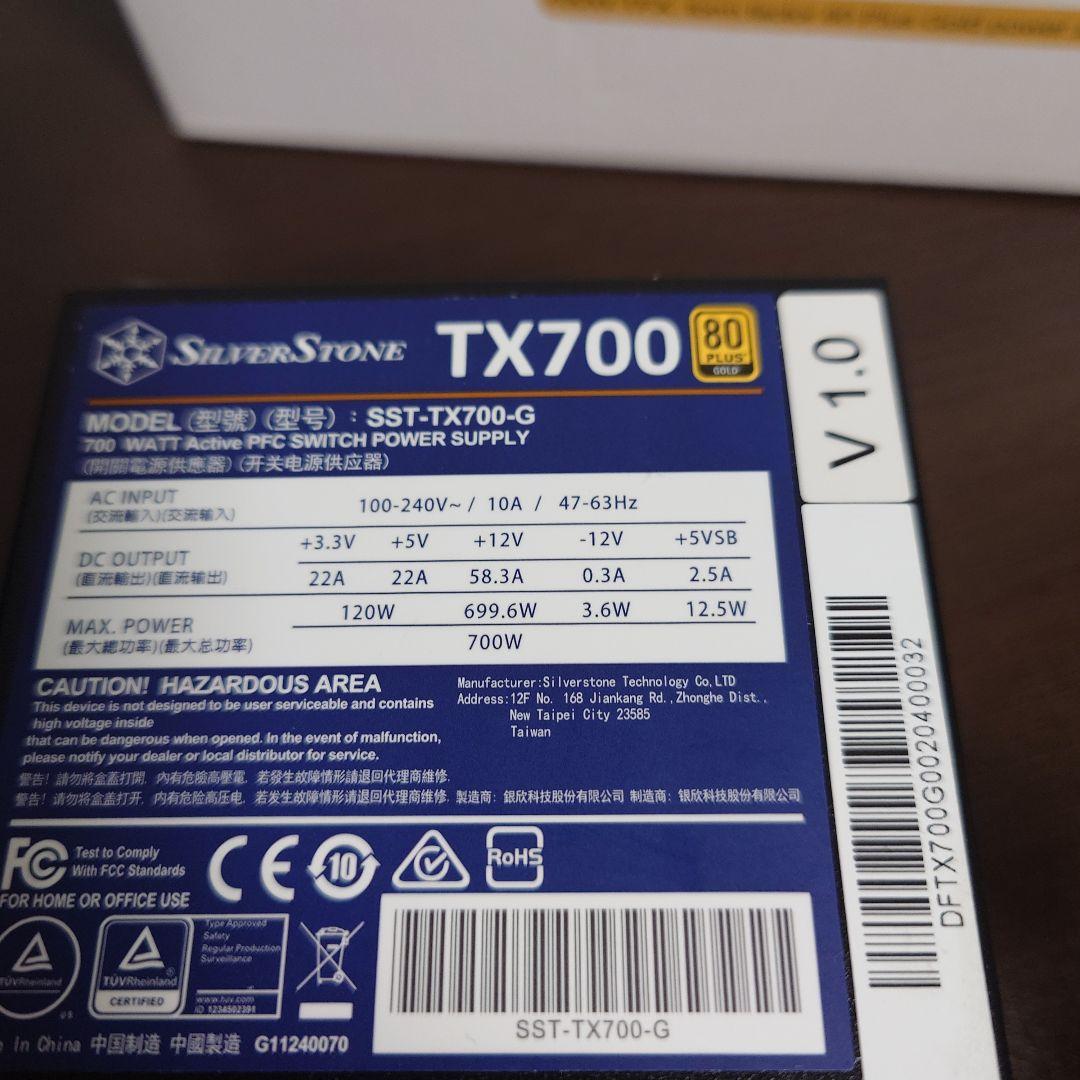 SILVERSTONE TX700 80 PLUS GOLD
MODEL (型號) (型号) : SST-TX700-G
700 WATT Active PFC SWITCH POWER SUPPLY
(開關電源供應器) (开关电源供应器)
AC INPUT 100-240V~ / 10A / 47-63Hz
(交流輸入)(交流输入)
+3.3V +5V +12V -12V +5VSB
DC OUTPUT
(直流輸出)(直流输出) 22A 22A 58.3A 0.3A 2.5A
120W 699.6W 3.6W 12.5W
MAX. POWER
(最大總功率)(最大总功率) 700W
CAUTION! HAZARDOUS AREA
This device is not designed to be user serviceable and contains
high voltage inside
that can be dangerous when opened. In the event of malfunction,
please notify your dealer or local distributor for service.
Manufacturer:Silverstone Technology Co,LTD
Address:12F No. 168 Jiankang Rd.,Zhonghe Dist.,
New Taipei City 23585
Taiwan
警告! 請勿將盒蓋打開, 內有危險高壓電, 若發生故障情形請退回代理商維修.
警告! 请勿将盒盖打开, 内有危险高压电, 若发生故障情形请退回代理商维修. 製造商: 銀欣科技股份有限公司 制造商: 银欣科技股份有限公司
FC Test to Comply
With FCC Standards
CE 10 RoHS
FOR HOME OR OFFICE USE
TÜVRheinland
TÜVRheinland®
CERTIFIED
Type Approved
Safety
Regular Production
Surveillance
www.tuv.com
SST-TX700-G
In China 中国制造 中國製造 G11240070
V 1.0
DFTX700G0020400032